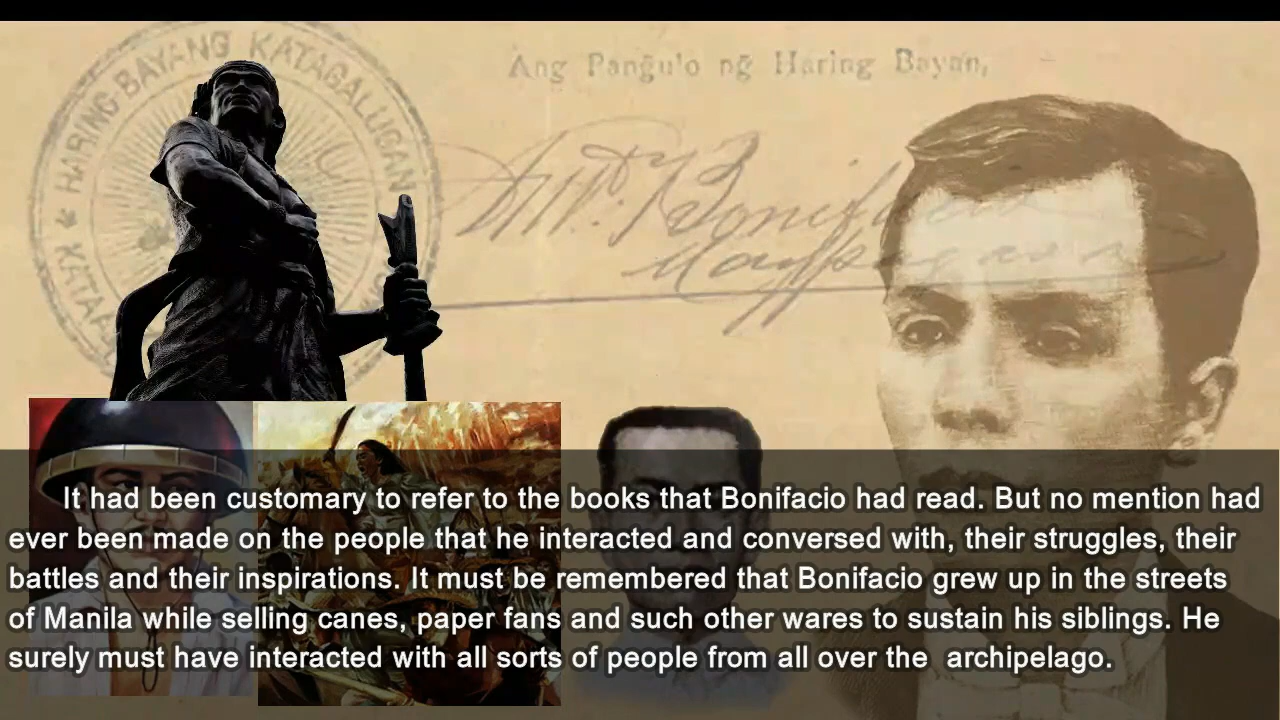 HARING BAYANG KATAGALUGAN
KATAA
Ang Pangu'o ng̃ Haring Bayan,
Bonifacio
It had been customary to refer to the books that Bonifacio had read. But no mention had
ever been made on the people that he interacted and conversed with, their struggles, their
battles and their inspirations. It must be remembered that Bonifacio grew up in the streets
of Manila while selling canes, paper fans and such other wares to sustain his siblings. He
surely must have interacted with all sorts of people from all over the archipelago.